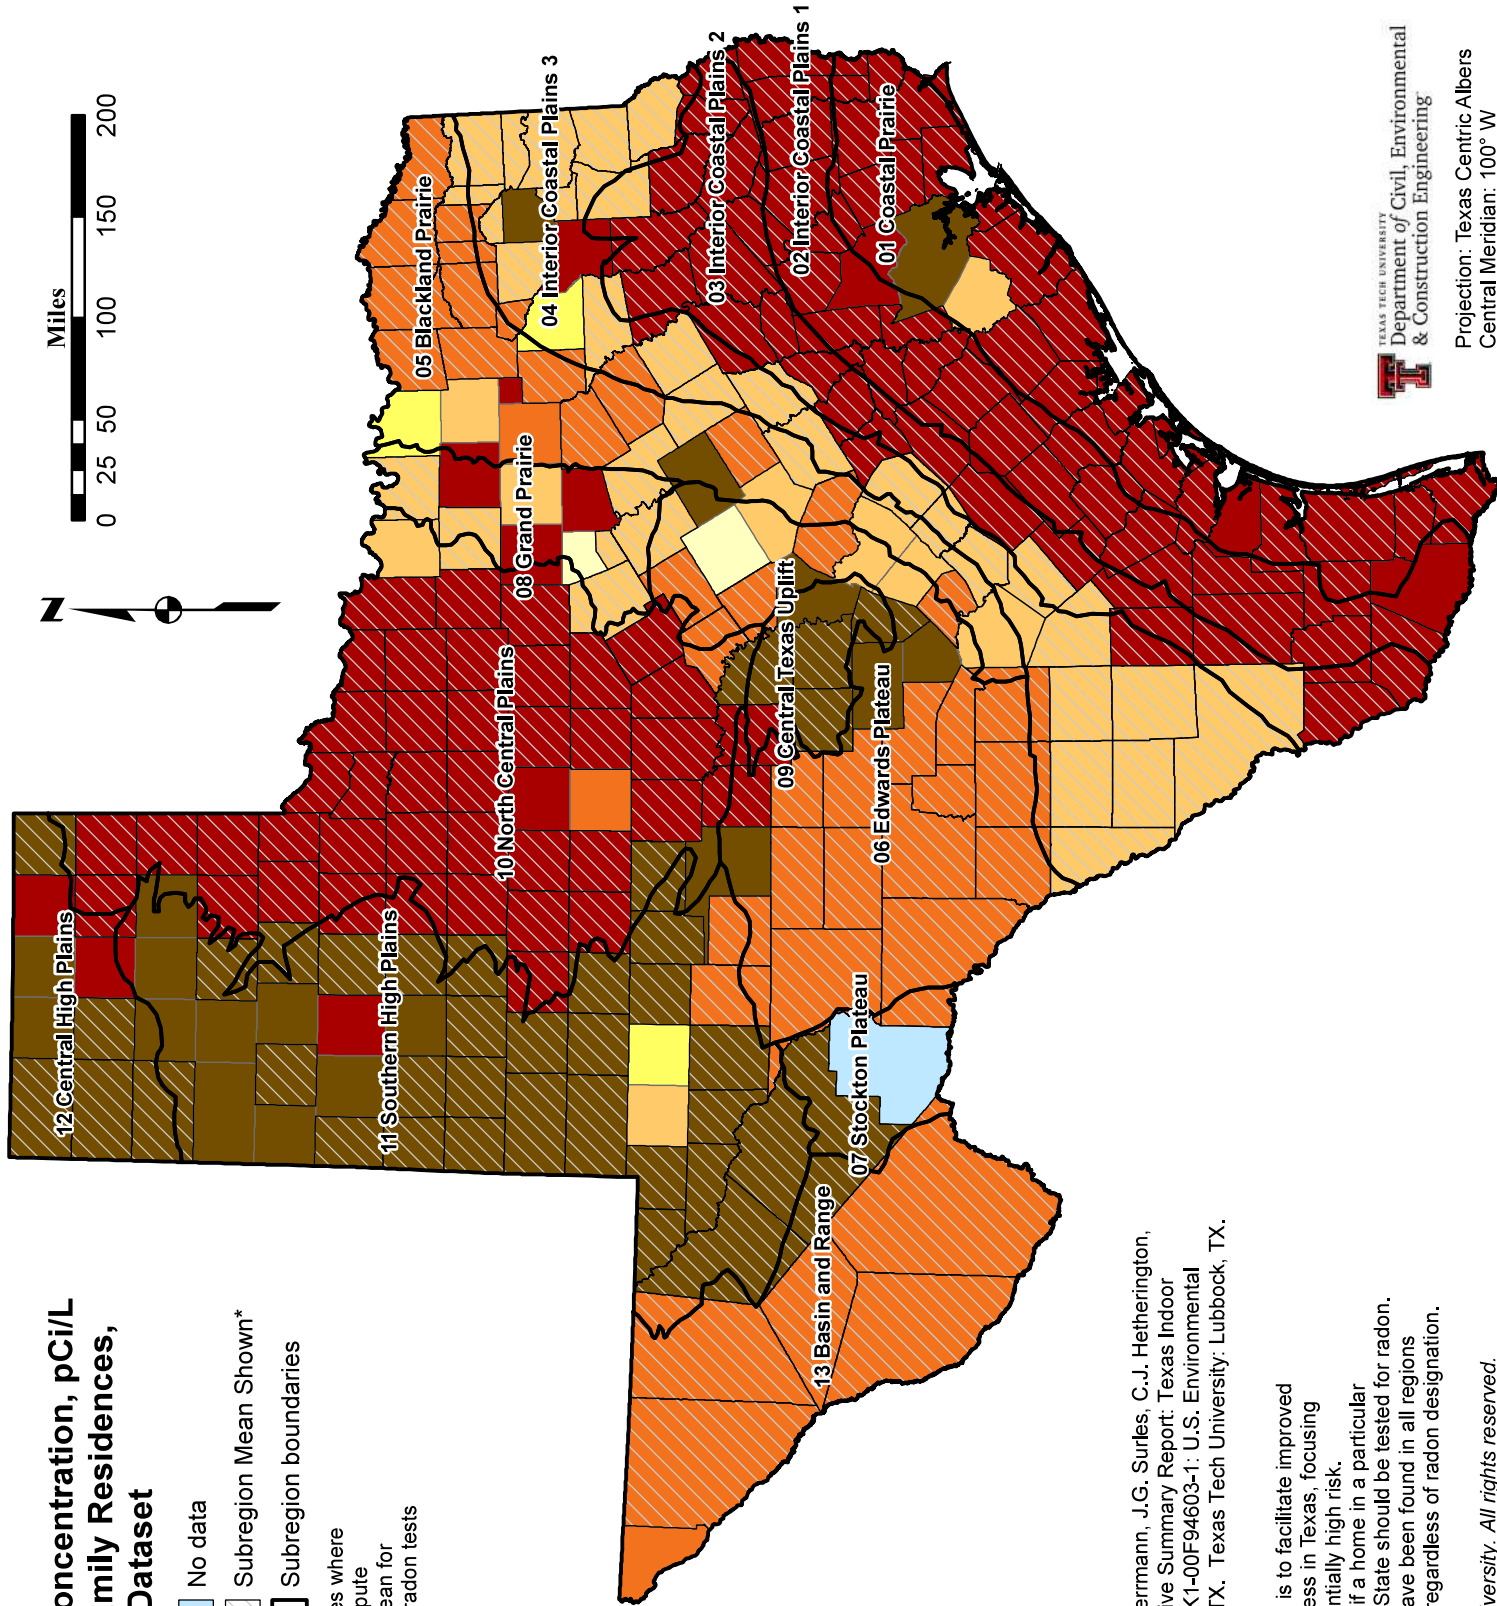 oncentration, pCi/L
mily Residences,
Dataset
No data
Subregion Mean Shown*
Subregion boundaries
es where
pute
ean for
radon tests
N
Miles
0 25 50 100 150 200
12 Central High Plains
11 Southern High Plains
10 North Central Plains
08 Grand Prairie
05 Blackland Prairie
04 Interior Coastal Plains 3
03 Interior Coastal Plains 2
02 Interior Coastal Plains 1
01 Coastal Prairie
09 Central Texas Uplift
06 Edwards Plateau
07 Stockton Plateau
13 Basin and Range
errmann, J.G. Surles, C.J. Hetherington,
ive Summary Report: Texas Indoor
K1-00F94603-1: U.S. Environmental
TX. Texas Tech University: Lubbock, TX.
is to facilitate improved
ess in Texas, focusing
ntially high risk.
if a home in a particular
State should be tested for radon.
ave been found in all regions
regardless of radon designation.
versity. All rights reserved.
TEXAS TECH UNIVERSITY
Department of Civil, Environmental
& Construction Engineering
Projection: Texas Centric Albers
Central Meridian: 100° W